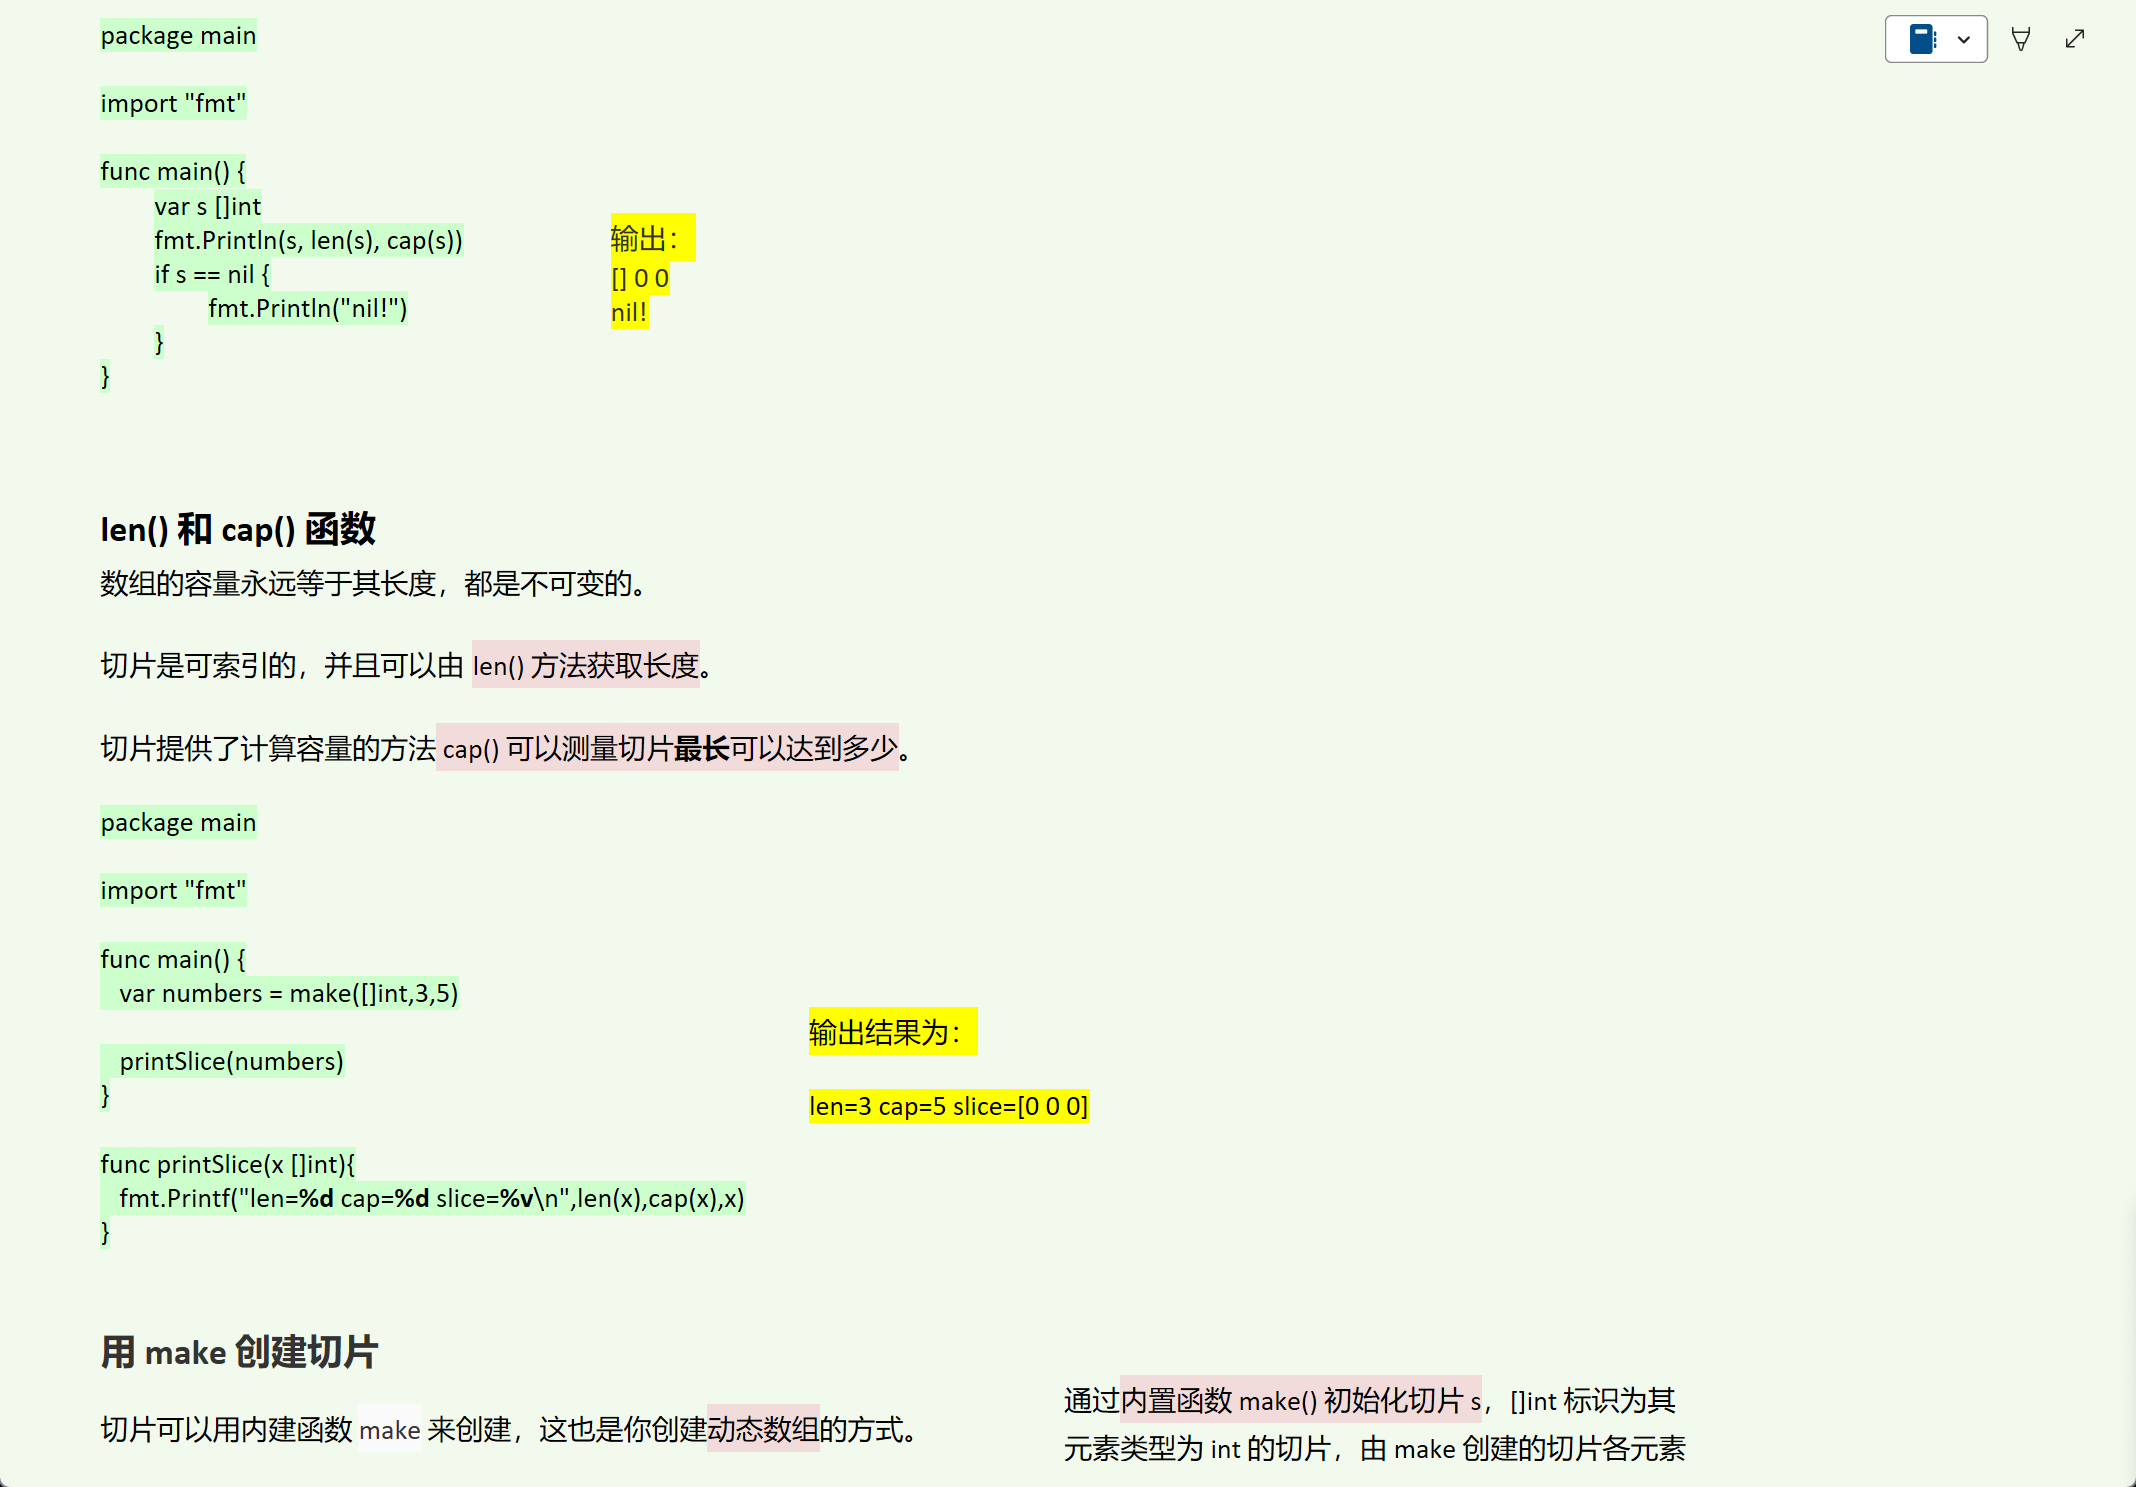 package main
import "fmt"
func main() {
var s []int
fmt.Println(s, len(s), cap(s))
if s == nil {
fmt.Println("nil!")
}
}
输出：
[] 0 0
nil!
len() 和 cap() 函数
数组的容量永远等于其长度，都是不可变的。
切片是可索引的，并且可以由 len() 方法获取长度。
切片提供了计算容量的方法 cap() 可以测量切片最长可以达到多少。
package main
import "fmt"
func main() {
var numbers = make([]int,3,5)
printSlice(numbers)
}
func printSlice(x []int){
fmt.Printf("len=%d cap=%d slice=%v\n",len(x),cap(x),x)
}
输出结果为：
len=3 cap=5 slice=[0 0 0]
用 make 创建切片
切片可以用内建函数 make 来创建，这也是你创建动态数组的方式。
通过内置函数 make() 初始化切片 s，[]int 标识为其
元素类型为 int 的切片，由 make 创建的切片各元素